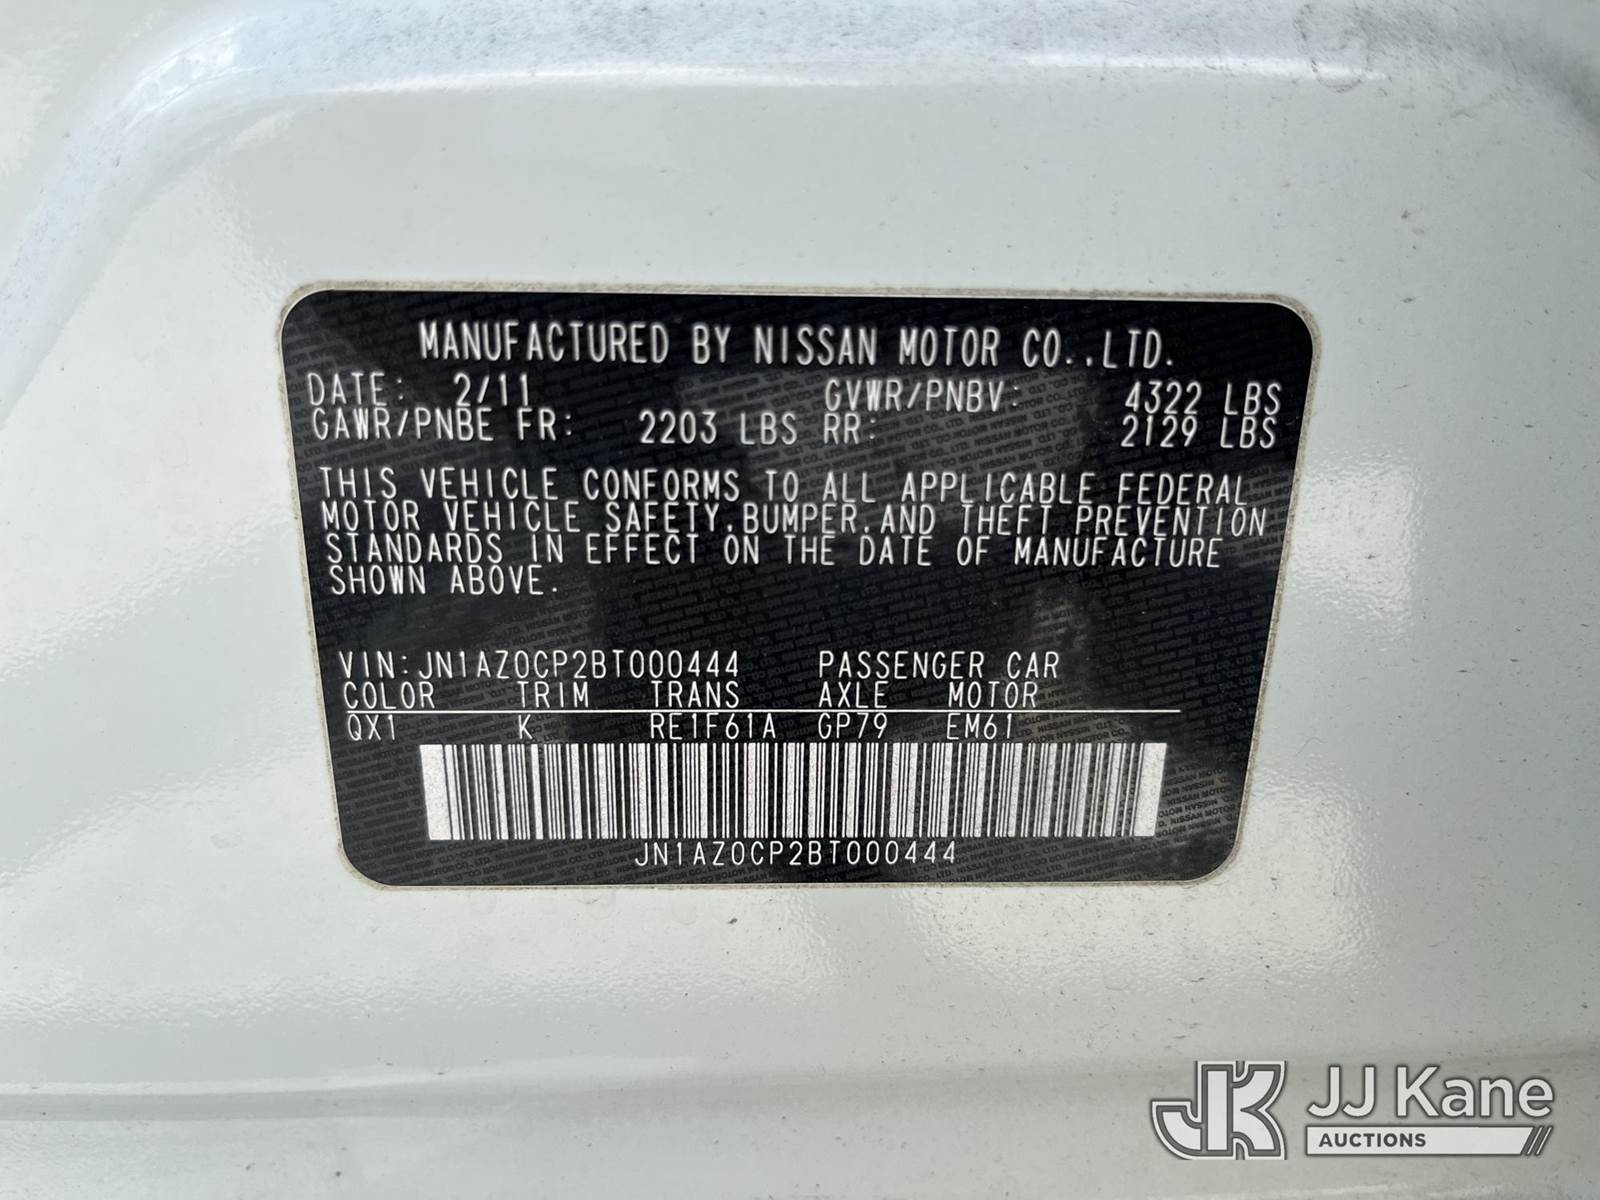 MANUFACTURED BY NISSAN MOTOR CO.,LTD.
DATE: 2/11 GVWR/PNBV: 4322 LBS
GAWR/PNBE FR: 2203 LBS RR: 2129 LBS
THIS VEHICLE CONFORMS TO ALL APPLICABLE FEDERAL
MOTOR VEHICLE SAFETY,BUMPER,AND THEFT PREVENTION
STANDARDS IN EFFECT ON THE DATE OF MANUFACTURE
SHOWN ABOVE.
VIN:JN1AZ0CP2BT000444 PASSENGER CAR
COLOR TRIM TRANS AXLE MOTOR
QX1 K RE1F61A GP79 EM61
JN1AZ0CP2BT000444
JK JJ Kane
AUCTIONS